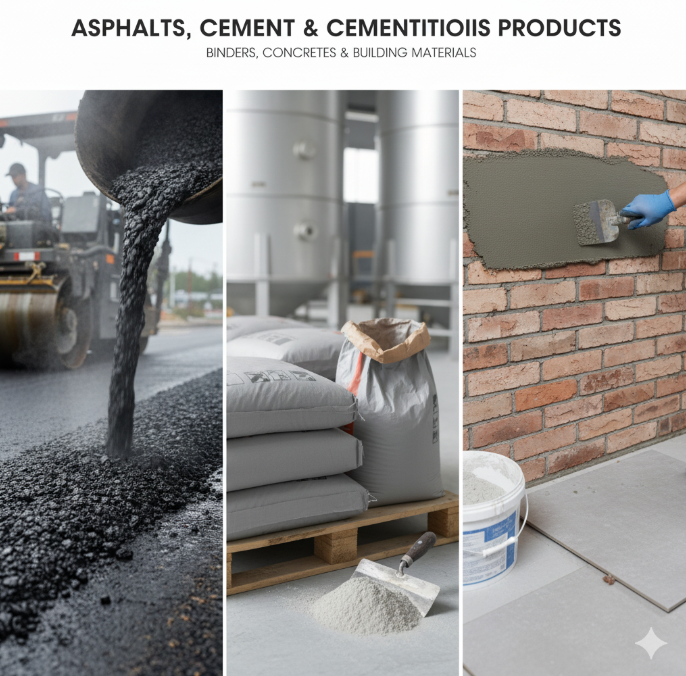 ASPHALTS, CEMENT & CEMENTITIOIIS PRODUCTS
BINDERS, CONCRETES & BUILDING MATERIALS